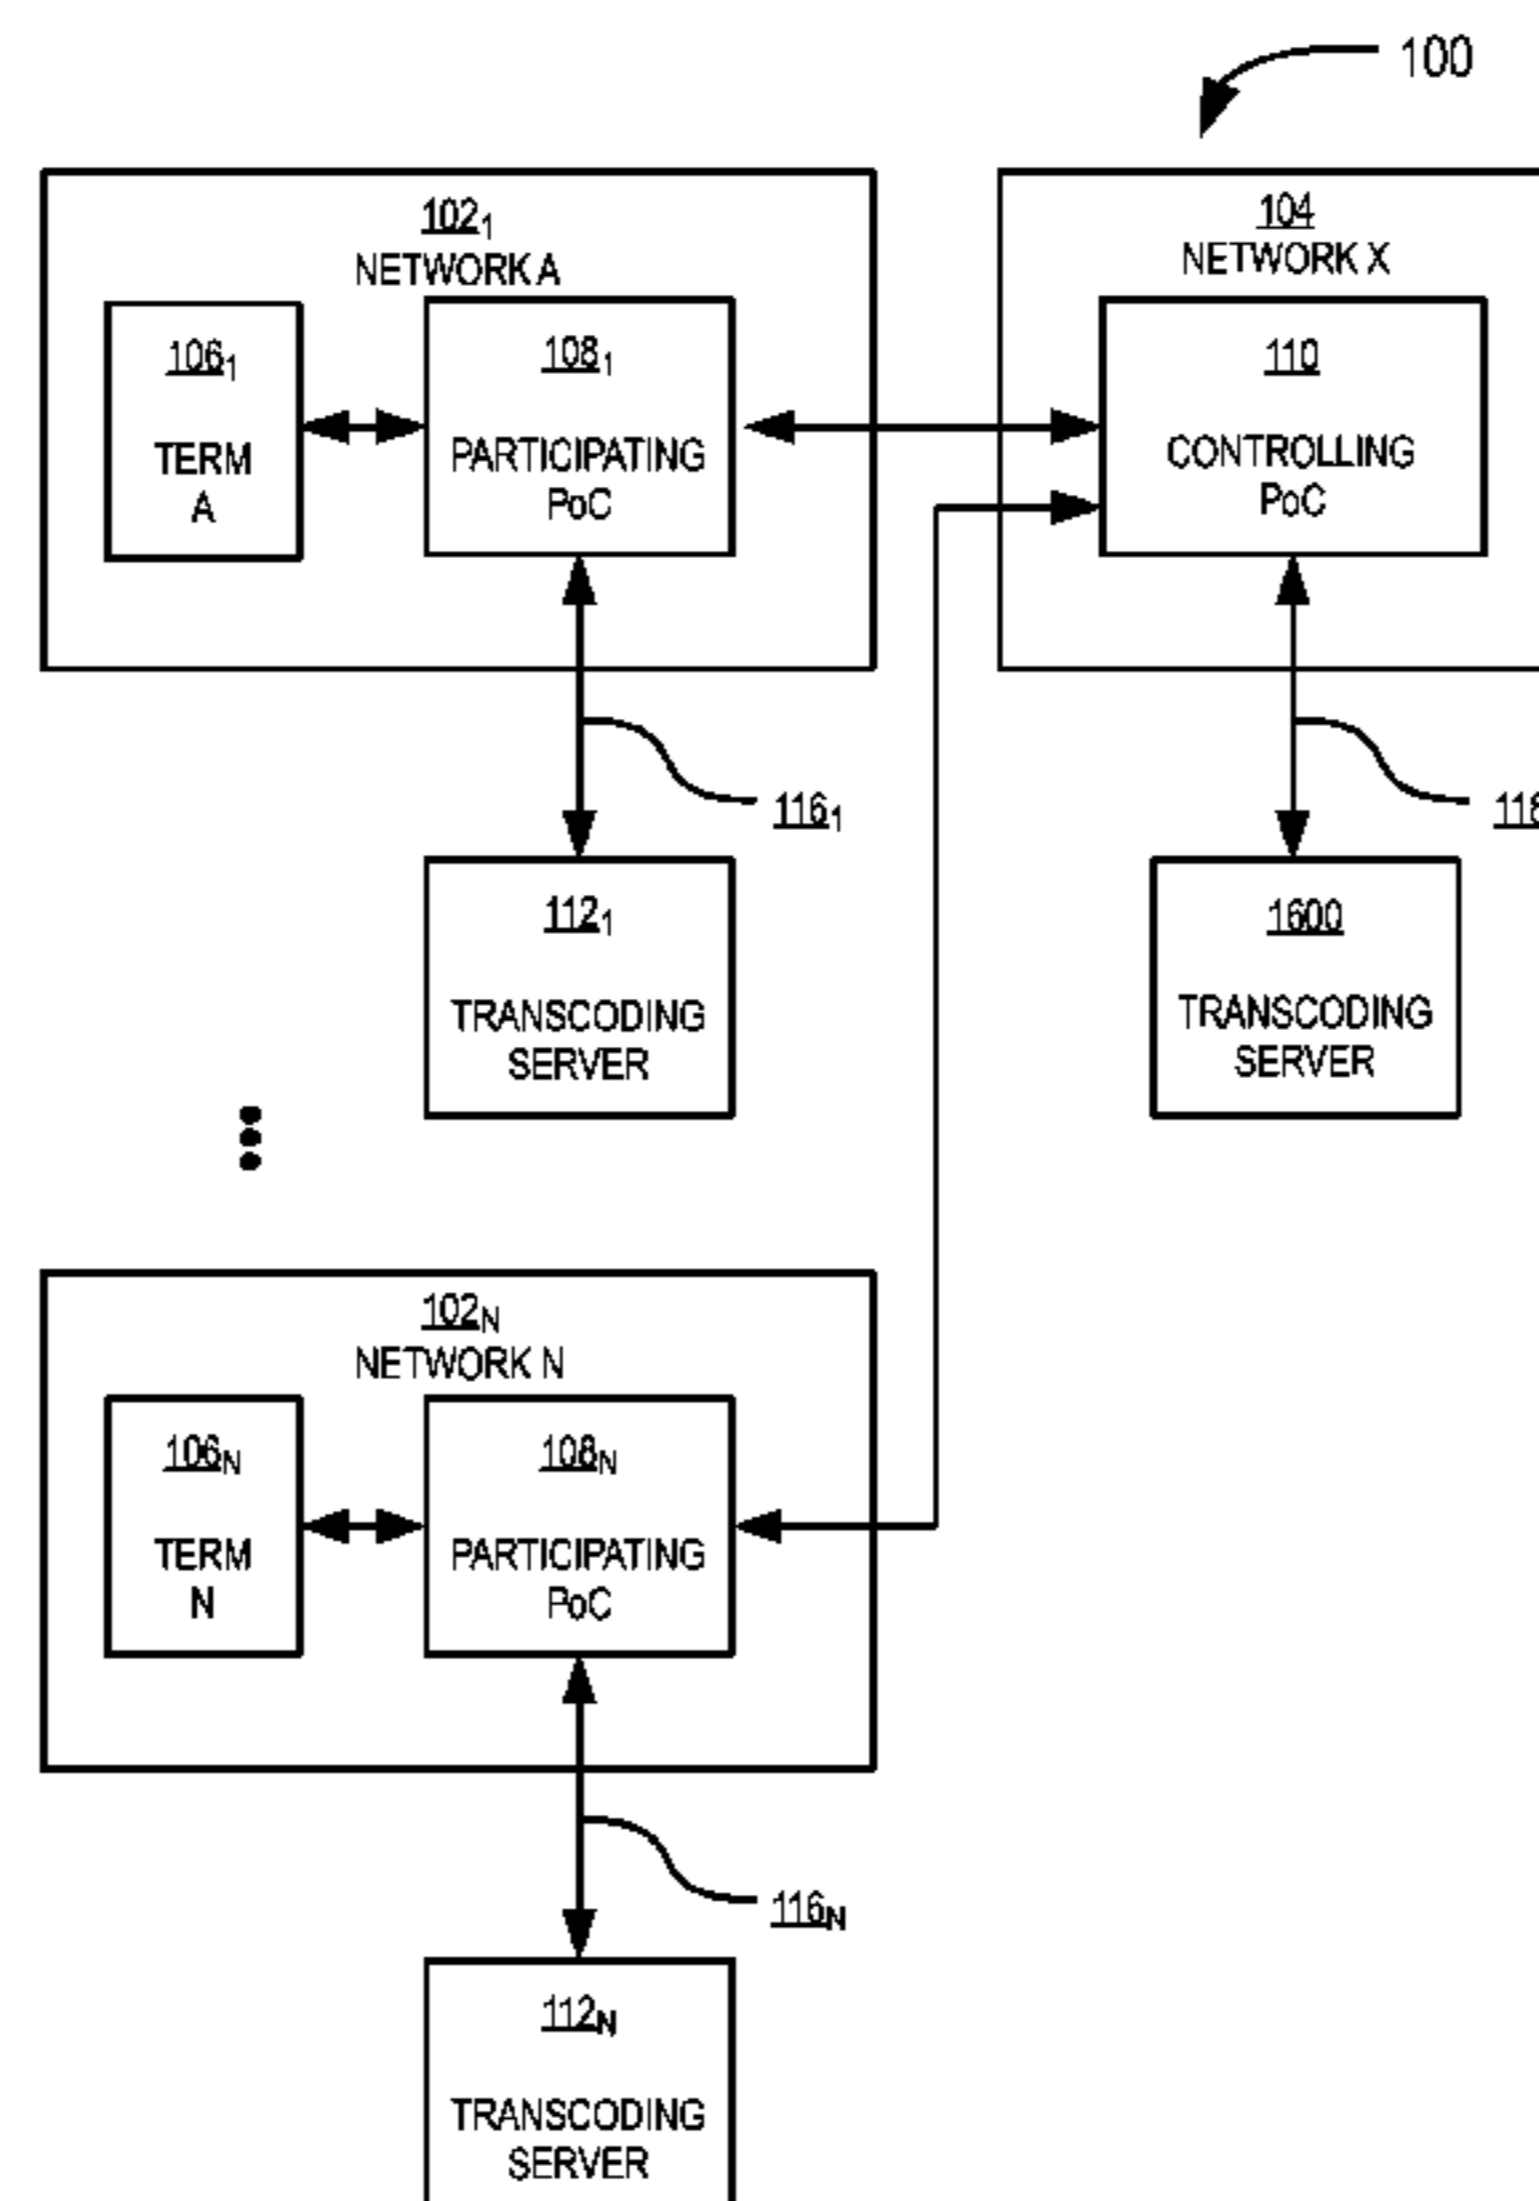 100
102₁
NETWORK A
106₁
TERM
A
108₁
PARTICIPATING
PoC
104
NETWORK X
110
CONTROLLING
PoC
116₁
118
112₁
TRANSCODING
SERVER
1600
TRANSCODING
SERVER
102N
NETWORK N
106N
TERM
N
108N
PARTICIPATING
PoC
116N
112N
TRANSCODING
SERVER